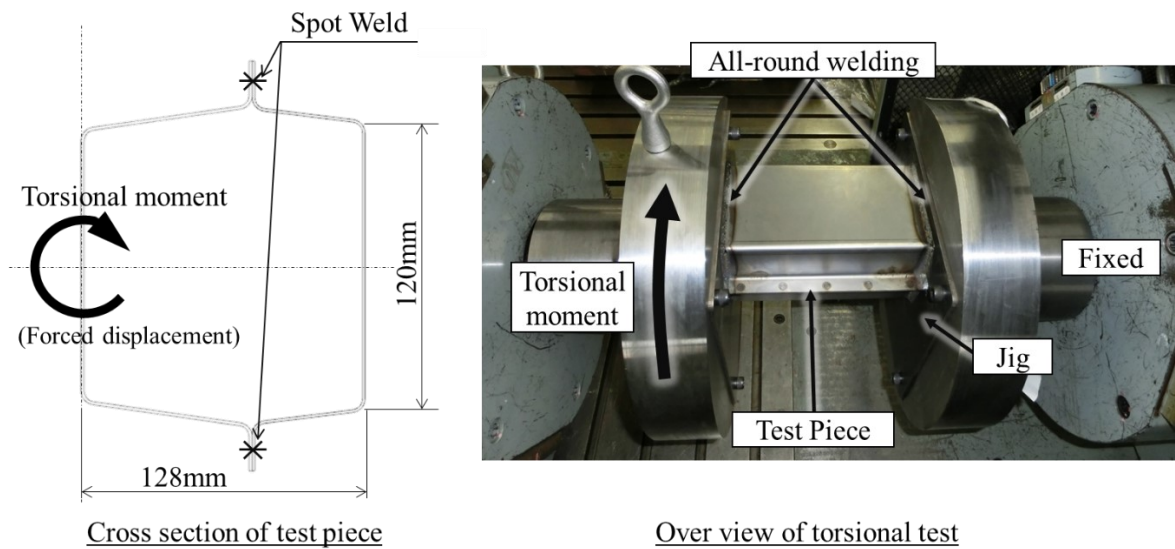 Spot Weld
Torsional moment
(Forced displacement)
120mm
128mm
Cross section of test piece
All-round welding
Torsional
moment
Fixed
Jig
Test Piece
Over view of torsional test